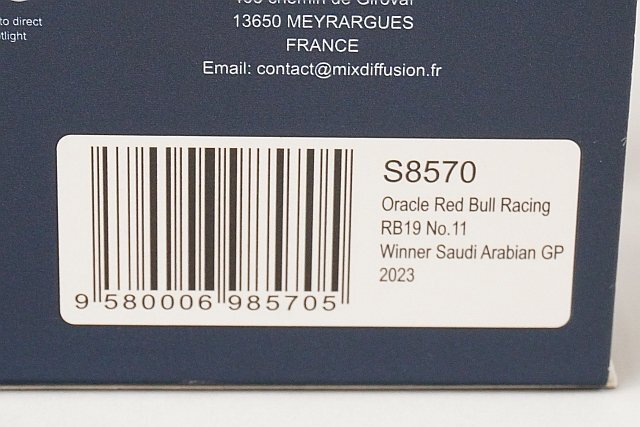 to direct
tlight
13650 MEYRARGUES
FRANCE
Email: contact@mixdiffusion.fr
S8570
Oracle Red Bull Racing
RB19 No.11
Winner Saudi Arabian GP
2023
9 580006 985705